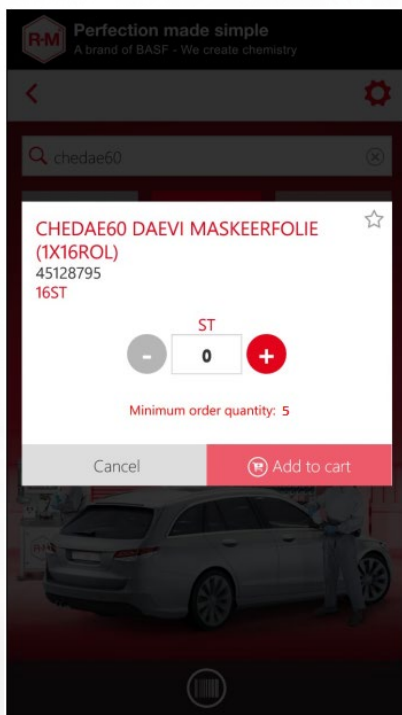 R-M
Perfection made simple
A brand of BASF - We create chemistry
chedae60
CHEDAE60 DAEVI MASKEERFOLIE
(1X16ROL)
45128795
16ST
ST
- 0 +
Minimum order quantity: 5
Cancel
Add to cart
R-M